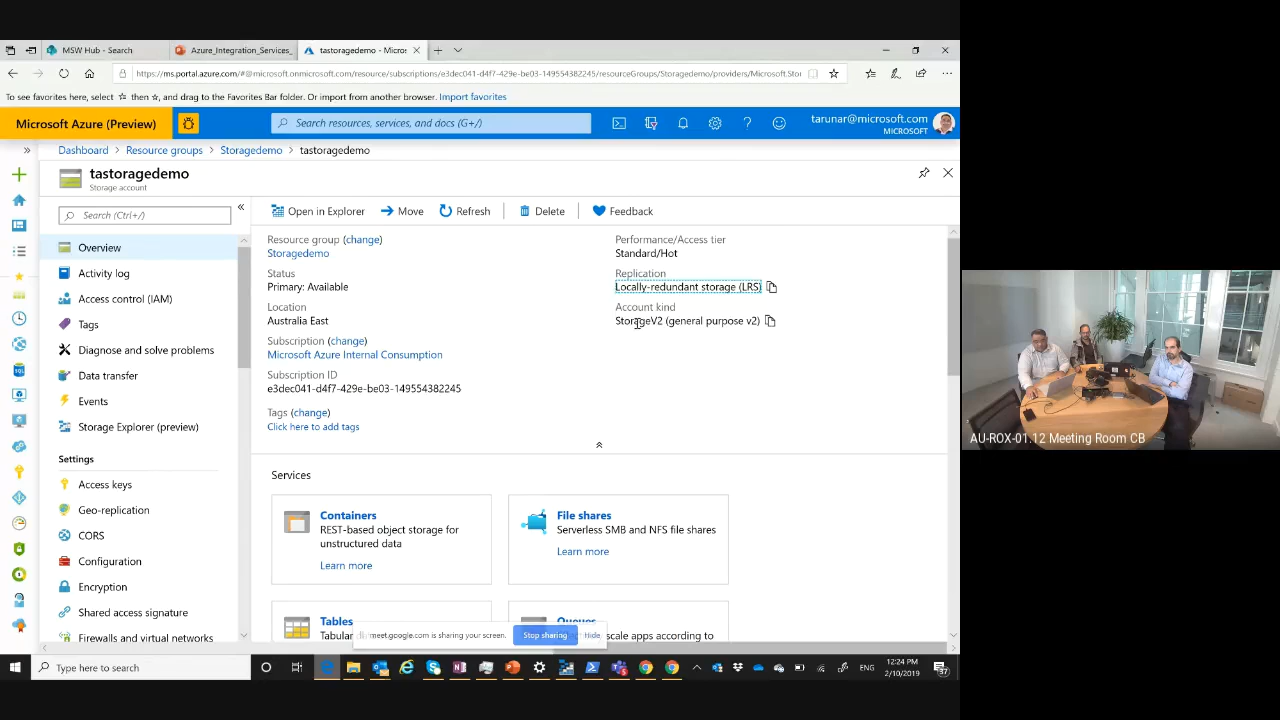 MSW Hub - Search
Azure_Integration_Services_
tastoragedemo - Micros
https://ms.portal.azure.com/#@microsoft.onmicrosoft.com/resource/subscriptions/e3dec041-d4f7-429e-be03-149554382245/resourceGroups/Storagedemo/providers/Microsoft.Stor
To see favorites here, select ☆ then ☆, and drag to the Favorites Bar folder. Or import from another browser. Import favorites
Microsoft Azure (Preview)
Search resources, services, and docs (G+/)
tarunar@microsoft.com
MICROSOFT
Dashboard > Resource groups > Storagedemo > tastoragedemo
tastoragedemo
Storage account
Search (Ctrl+/)
Overview
Activity log
Access control (IAM)
Tags
Diagnose and solve problems
Data transfer
Events
Storage Explorer (preview)
Settings
Access keys
Geo-replication
CORS
Configuration
Encryption
Shared access signature
Firewalls and virtual networks
Open in Explorer
Move
Refresh
Delete
Feedback
Resource group (change)
Storagedemo
Status
Primary: Available
Location
Australia East
Subscription (change)
Microsoft Azure Internal Consumption
Subscription ID
e3dec041-d4f7-429e-be03-149554382245
Tags (change)
Click here to add tags
Performance/Access tier
Standard/Hot
Replication
Locally-redundant storage (LRS)
Account kind
StorageV2 (general purpose v2)
Services
Containers
REST-based object storage for
unstructured data
Learn more
File shares
Serverless SMB and NFS file shares
Learn more
Tables
Tabular d
Queues
scale apps according to
meet.google.com is sharing your screen.
Stop sharing
Hide
Type here to search
ENG
12:24 PM
2/10/2019
AU-ROX-01.12 Meeting Room CB